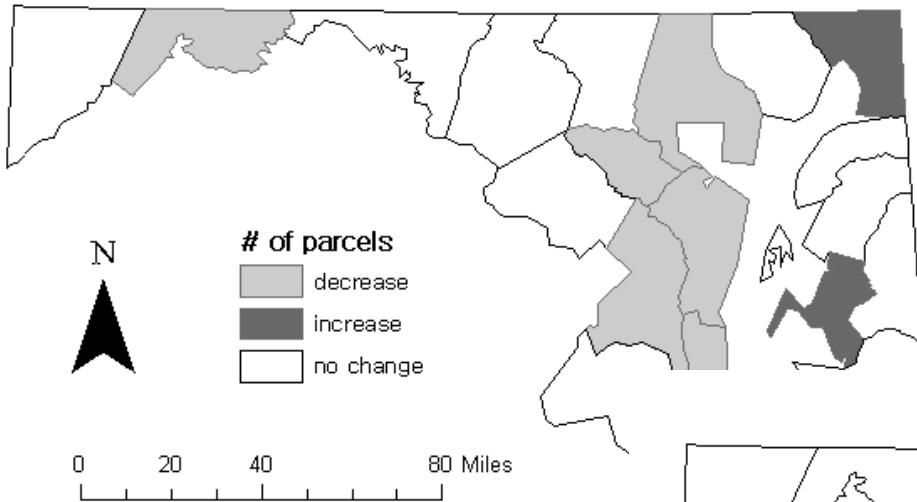 N
# of parcels
decrease
increase
no change
0 20 40 80 Miles